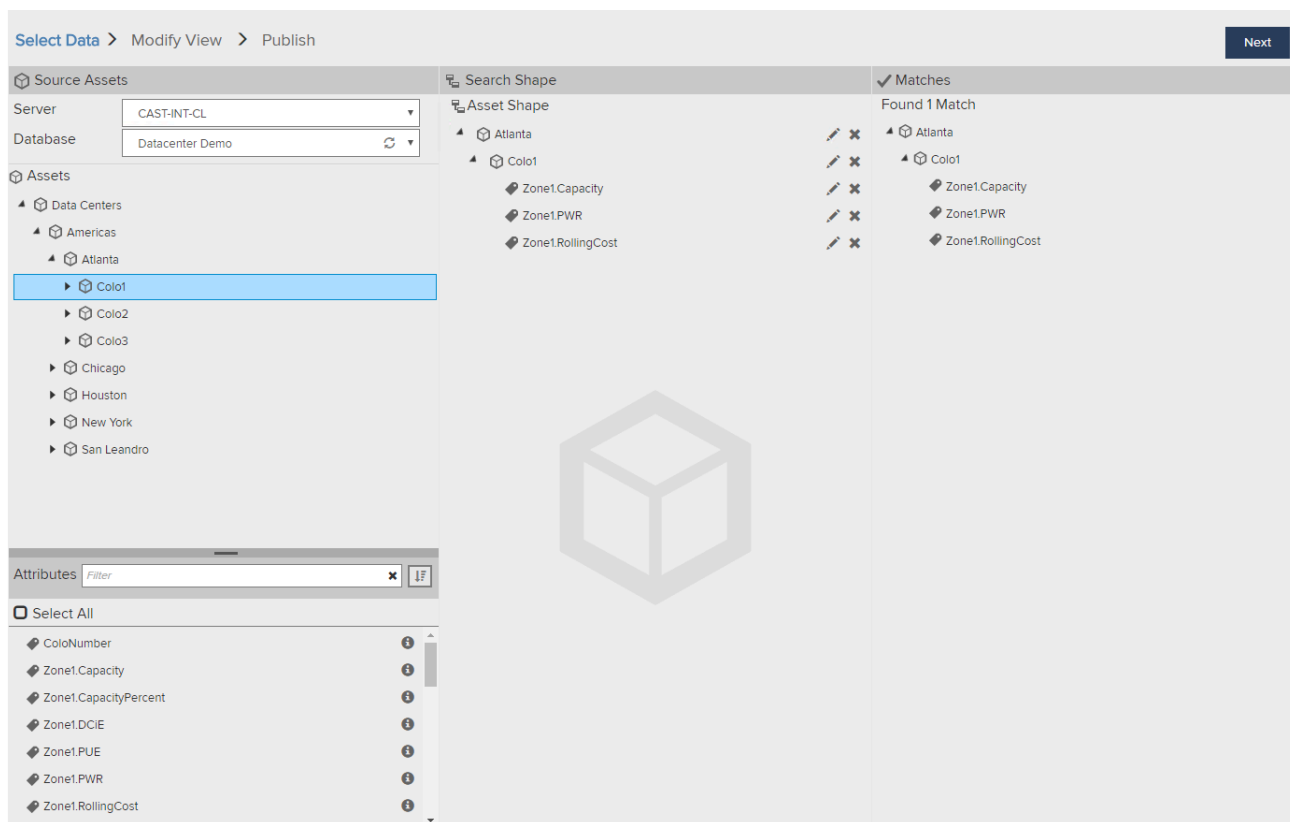 Select Data > Modify View > Publish
Next
Source Assets
Server
CAST-INT-CL
Database
Datacenter Demo
Assets
Data Centers
Americas
Atlanta
Colo1
Colo2
Colo3
Chicago
Houston
New York
San Leandro
Attributes
Filter
Select All
ColoNumber
Zone1.Capacity
Zone1.CapacityPercent
Zone1.DCiE
Zone1.PUE
Zone1.PWR
Zone1.RollingCost
Search Shape
Asset Shape
Atlanta
Colo1
Zone1.Capacity
Zone1.PWR
Zone1.RollingCost
Matches
Found 1 Match
Atlanta
Colo1
Zone1.Capacity
Zone1.PWR
Zone1.RollingCost